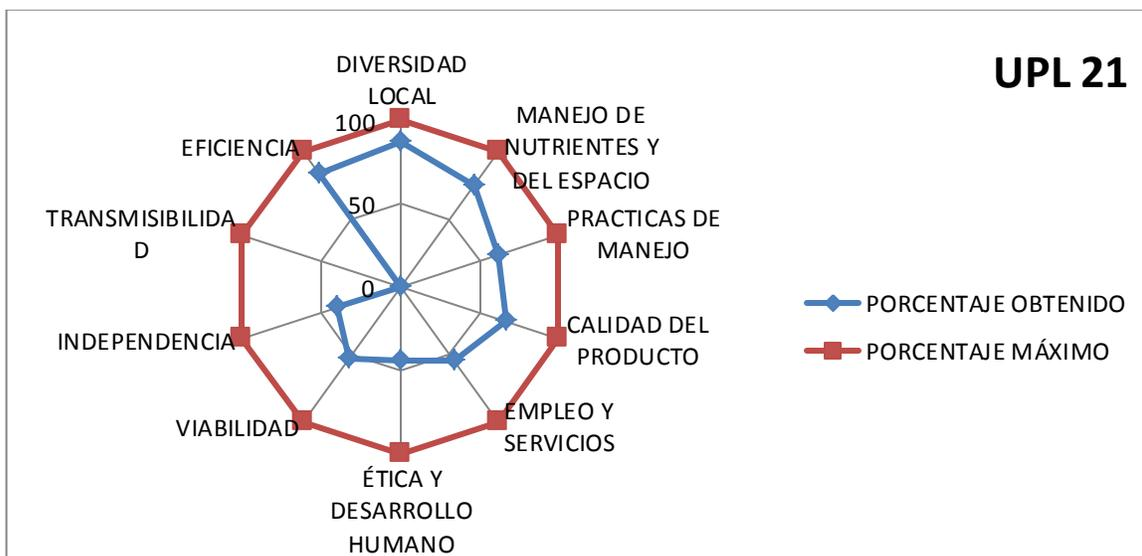 UPL 21
DIVERSIDAD
LOCAL
MANEJO DE
NUTRIENTES Y
DEL ESPACIO
PRACTICAS DE
MANEJO
CALIDAD DEL
PRODUCTO
EMPLEO Y
SERVICIOS
ÉTICA Y
DESARROLLO
HUMANO
VIABILIDAD
INDEPENDENCIA
TRANSMISIBILIDA
D
EFICIENCIA
100
50
0
PORCENTAJE OBTENIDO
PORCENTAJE MÁXIMO